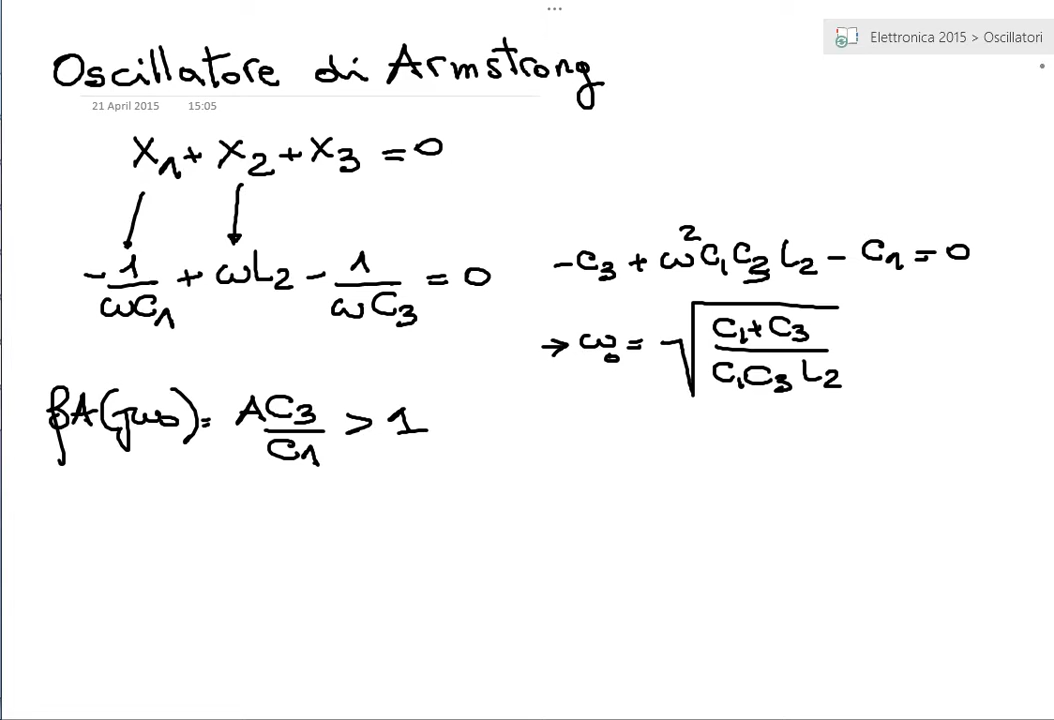 Elettronica 2015 > Oscillatori
Oscillatore di Armstrong
21 April 2015 15:05
X₁ + X₂ + X₃ = 0
-1/(ωC₁) + ωL₂ - 1/(ωC₃) = 0
-C₃ + ω²C₁C₃L₂ - C₁ = 0
→ ω₀ = √((C₁+C₃)/(C₁C₃L₂))
βA(jω₀) = AC₃/C₁ > 1